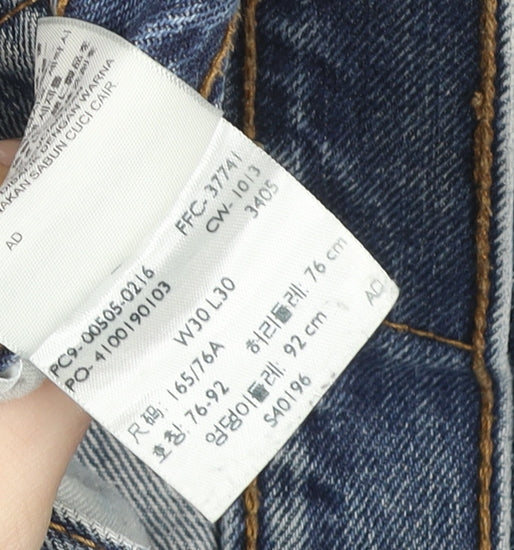 DENGAN WARNA
AKAN SABUN CUCI CAIR
AD
FFC- 37741
CW- 1013
3405
PC9-00505-0216
PO- 4100190103
W30 L30
尺码: 165/76A
호칭: 76-92
허리둘레: 76 cm
엉덩이둘레: 92 cm
S40196
AD